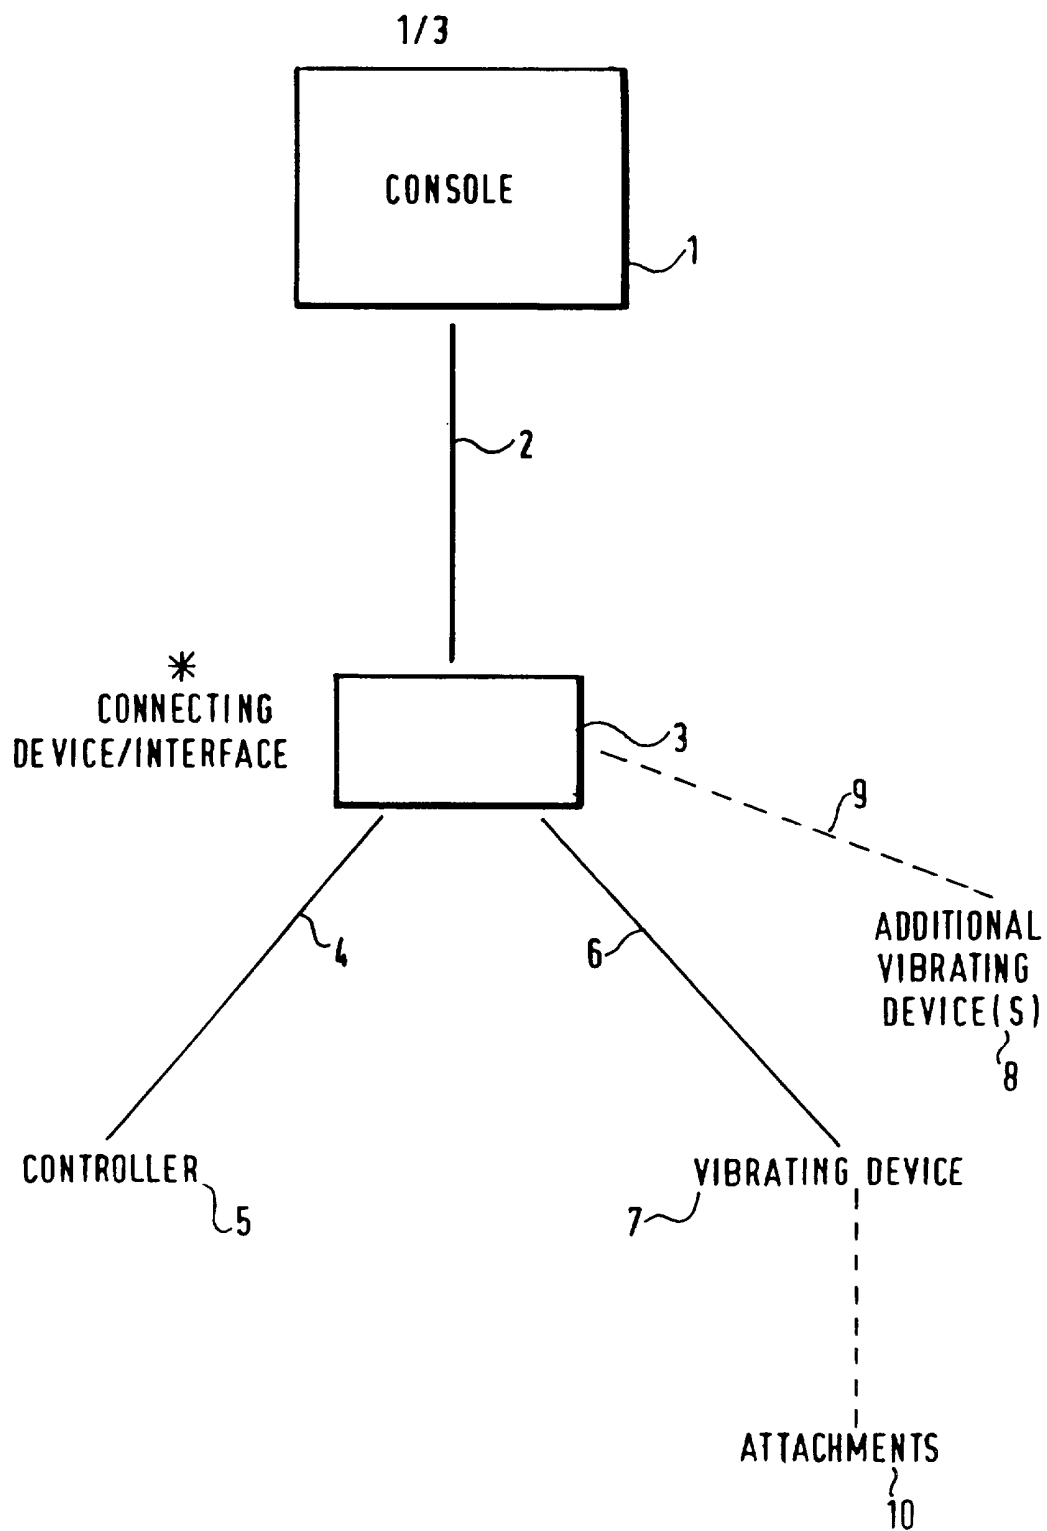 1/3
CONSOLE
1
2
*
CONNECTING
DEVICE/INTERFACE
3
9
4
6
ADDITIONAL
VIBRATING
DEVICE(S)
8
CONTROLLER
5
VIBRATING DEVICE
7
ATTACHMENTS
10